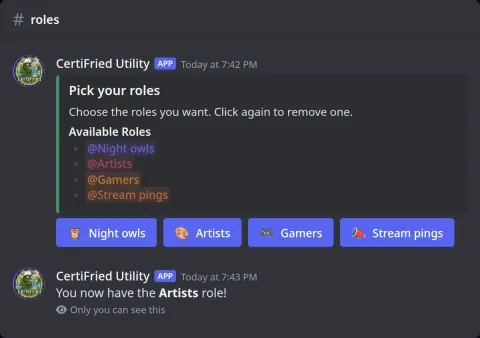 # roles
CertiFried Utility APP Today at 7:42 PM
Pick your roles
Choose the roles you want. Click again to remove one.
Available Roles
@Night owls
@Artists
@Gamers
@Stream pings
Night owls Artists Gamers Stream pings
CertiFried Utility APP Today at 7:43 PM
You now have the Artists role!
Only you can see this